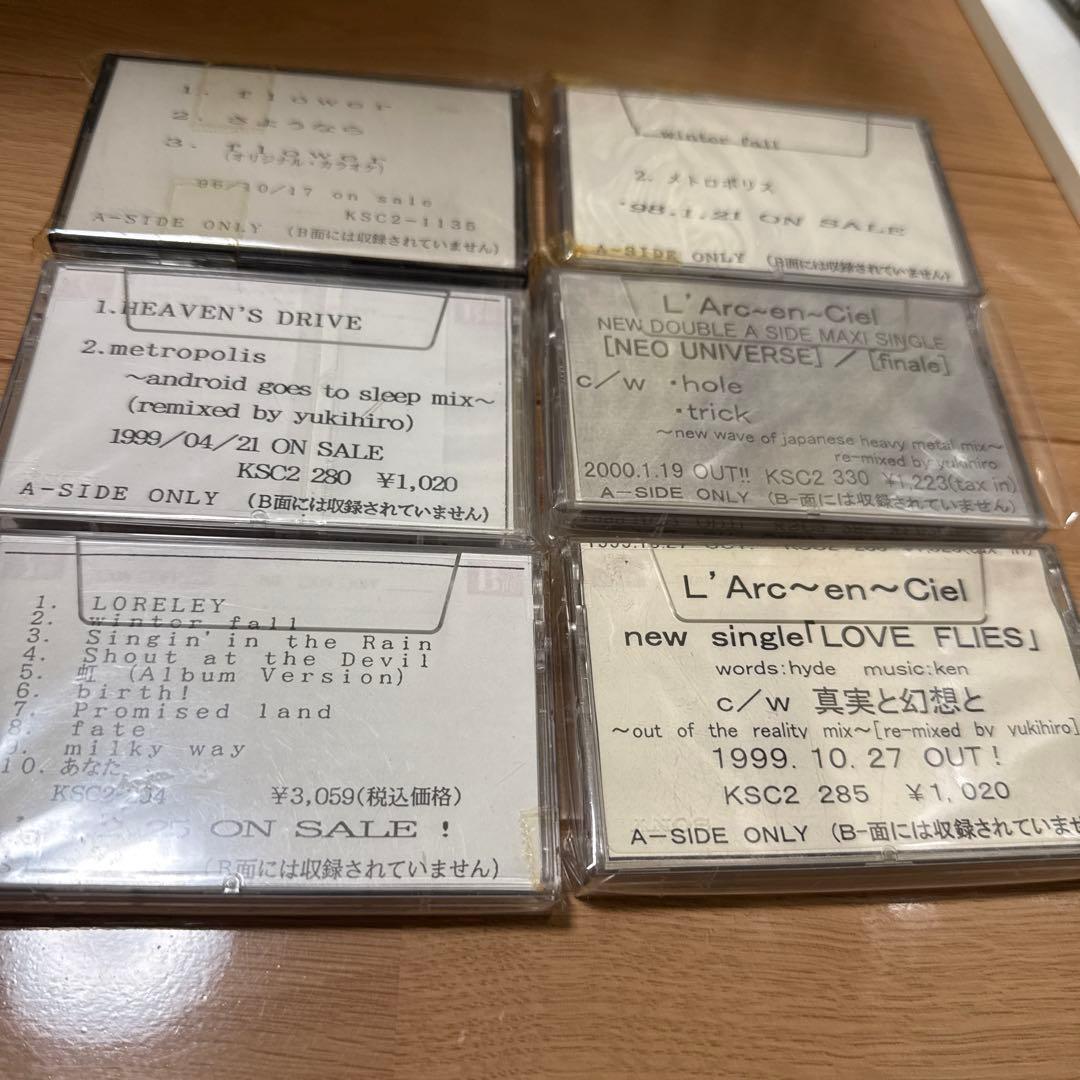 1. flower
2. さようなら
3. flower
(オリジナル・カラオケ)
96/10/17 on sale
KSC2-1135
A-SIDE ONLY (B面には収録されていません)
1. winter fall
2. メトロポリス
'98.1.21 ON SALE
A-SIDE ONLY (B面には収録されていません)
1.HEAVEN'S DRIVE
2.metropolis
~android goes to sleep mix~
(remixed by yukihiro)
1999/04/21 ON SALE
KSC2 280 ¥1,020
A-SIDE ONLY (B面には収録されていません)
L'Arc~en~Ciel
NEW DOUBLE A SIDE MAXI SINGLE
[NEO UNIVERSE] / [finale]
c/w ・hole
・trick
~new wave of japanese heavy metal mix~
re-mixed by yukihiro
2000.1.19 OUT!! KSC2 330 ¥1,223(tax in)
A-SIDE ONLY (B-面には収録されていません)
1. LORELEY
2. winter fall
3. Singin' in the Rain
4. Shout at the Devil
5. 虹 (Album Version)
6. birth!
7. Promised land
8. fate
9. milky way
10. あなた
KSC2 ¥3,059(税込価格)
25 ON SALE !
(B面には収録されていません)
L'Arc~en~Ciel
new single「LOVE FLIES」
words:hyde music:ken
c/w 真実と幻想と
~out of the reality mix~[re-mixed by yukihiro]
1999. 10. 27 OUT!
KSC2 285 ¥1,020
A-SIDE ONLY (B-面には収録されていませ